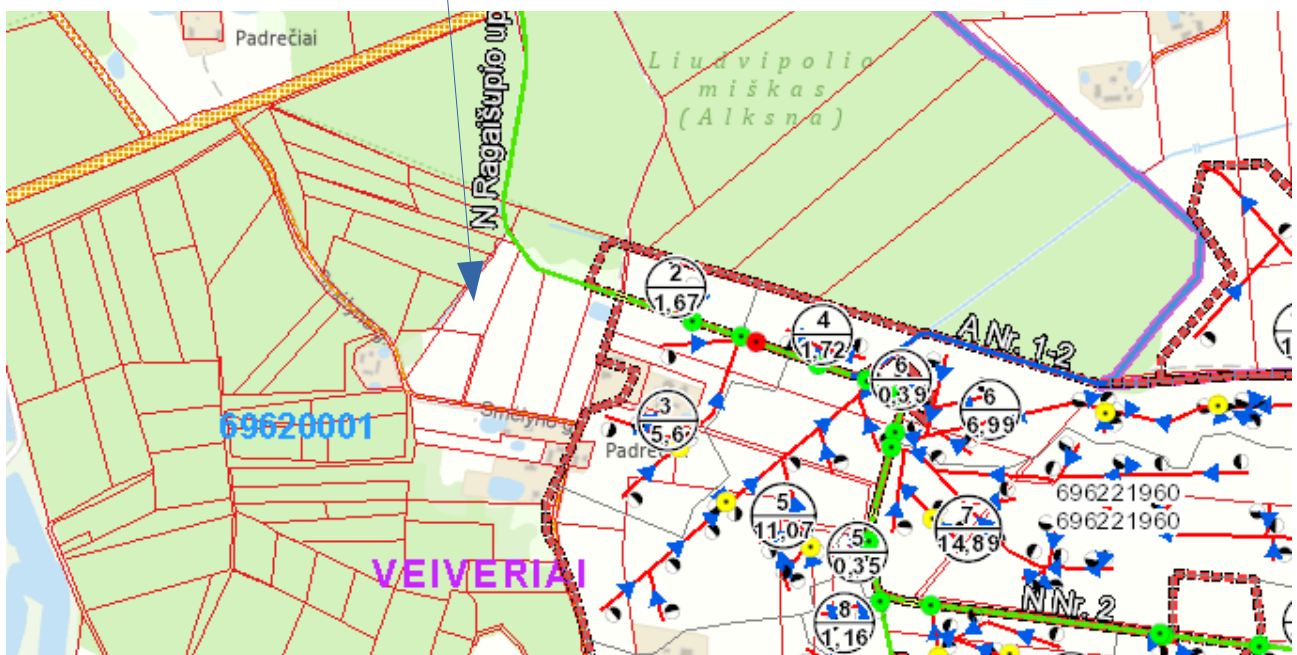 Padrečiai
N Ragaišupio up
Liudvipolio
miškas
(Alksna)
2
1,67
4
1,72
A Nr. 1-2
6
0,39
6
6,99
3
5,6
Smėlyno g.
69620001
5
11,07
7
14,89
696221960
696221960
5
0,35
VEIVERIAI
N Nr. 2
8
1,16